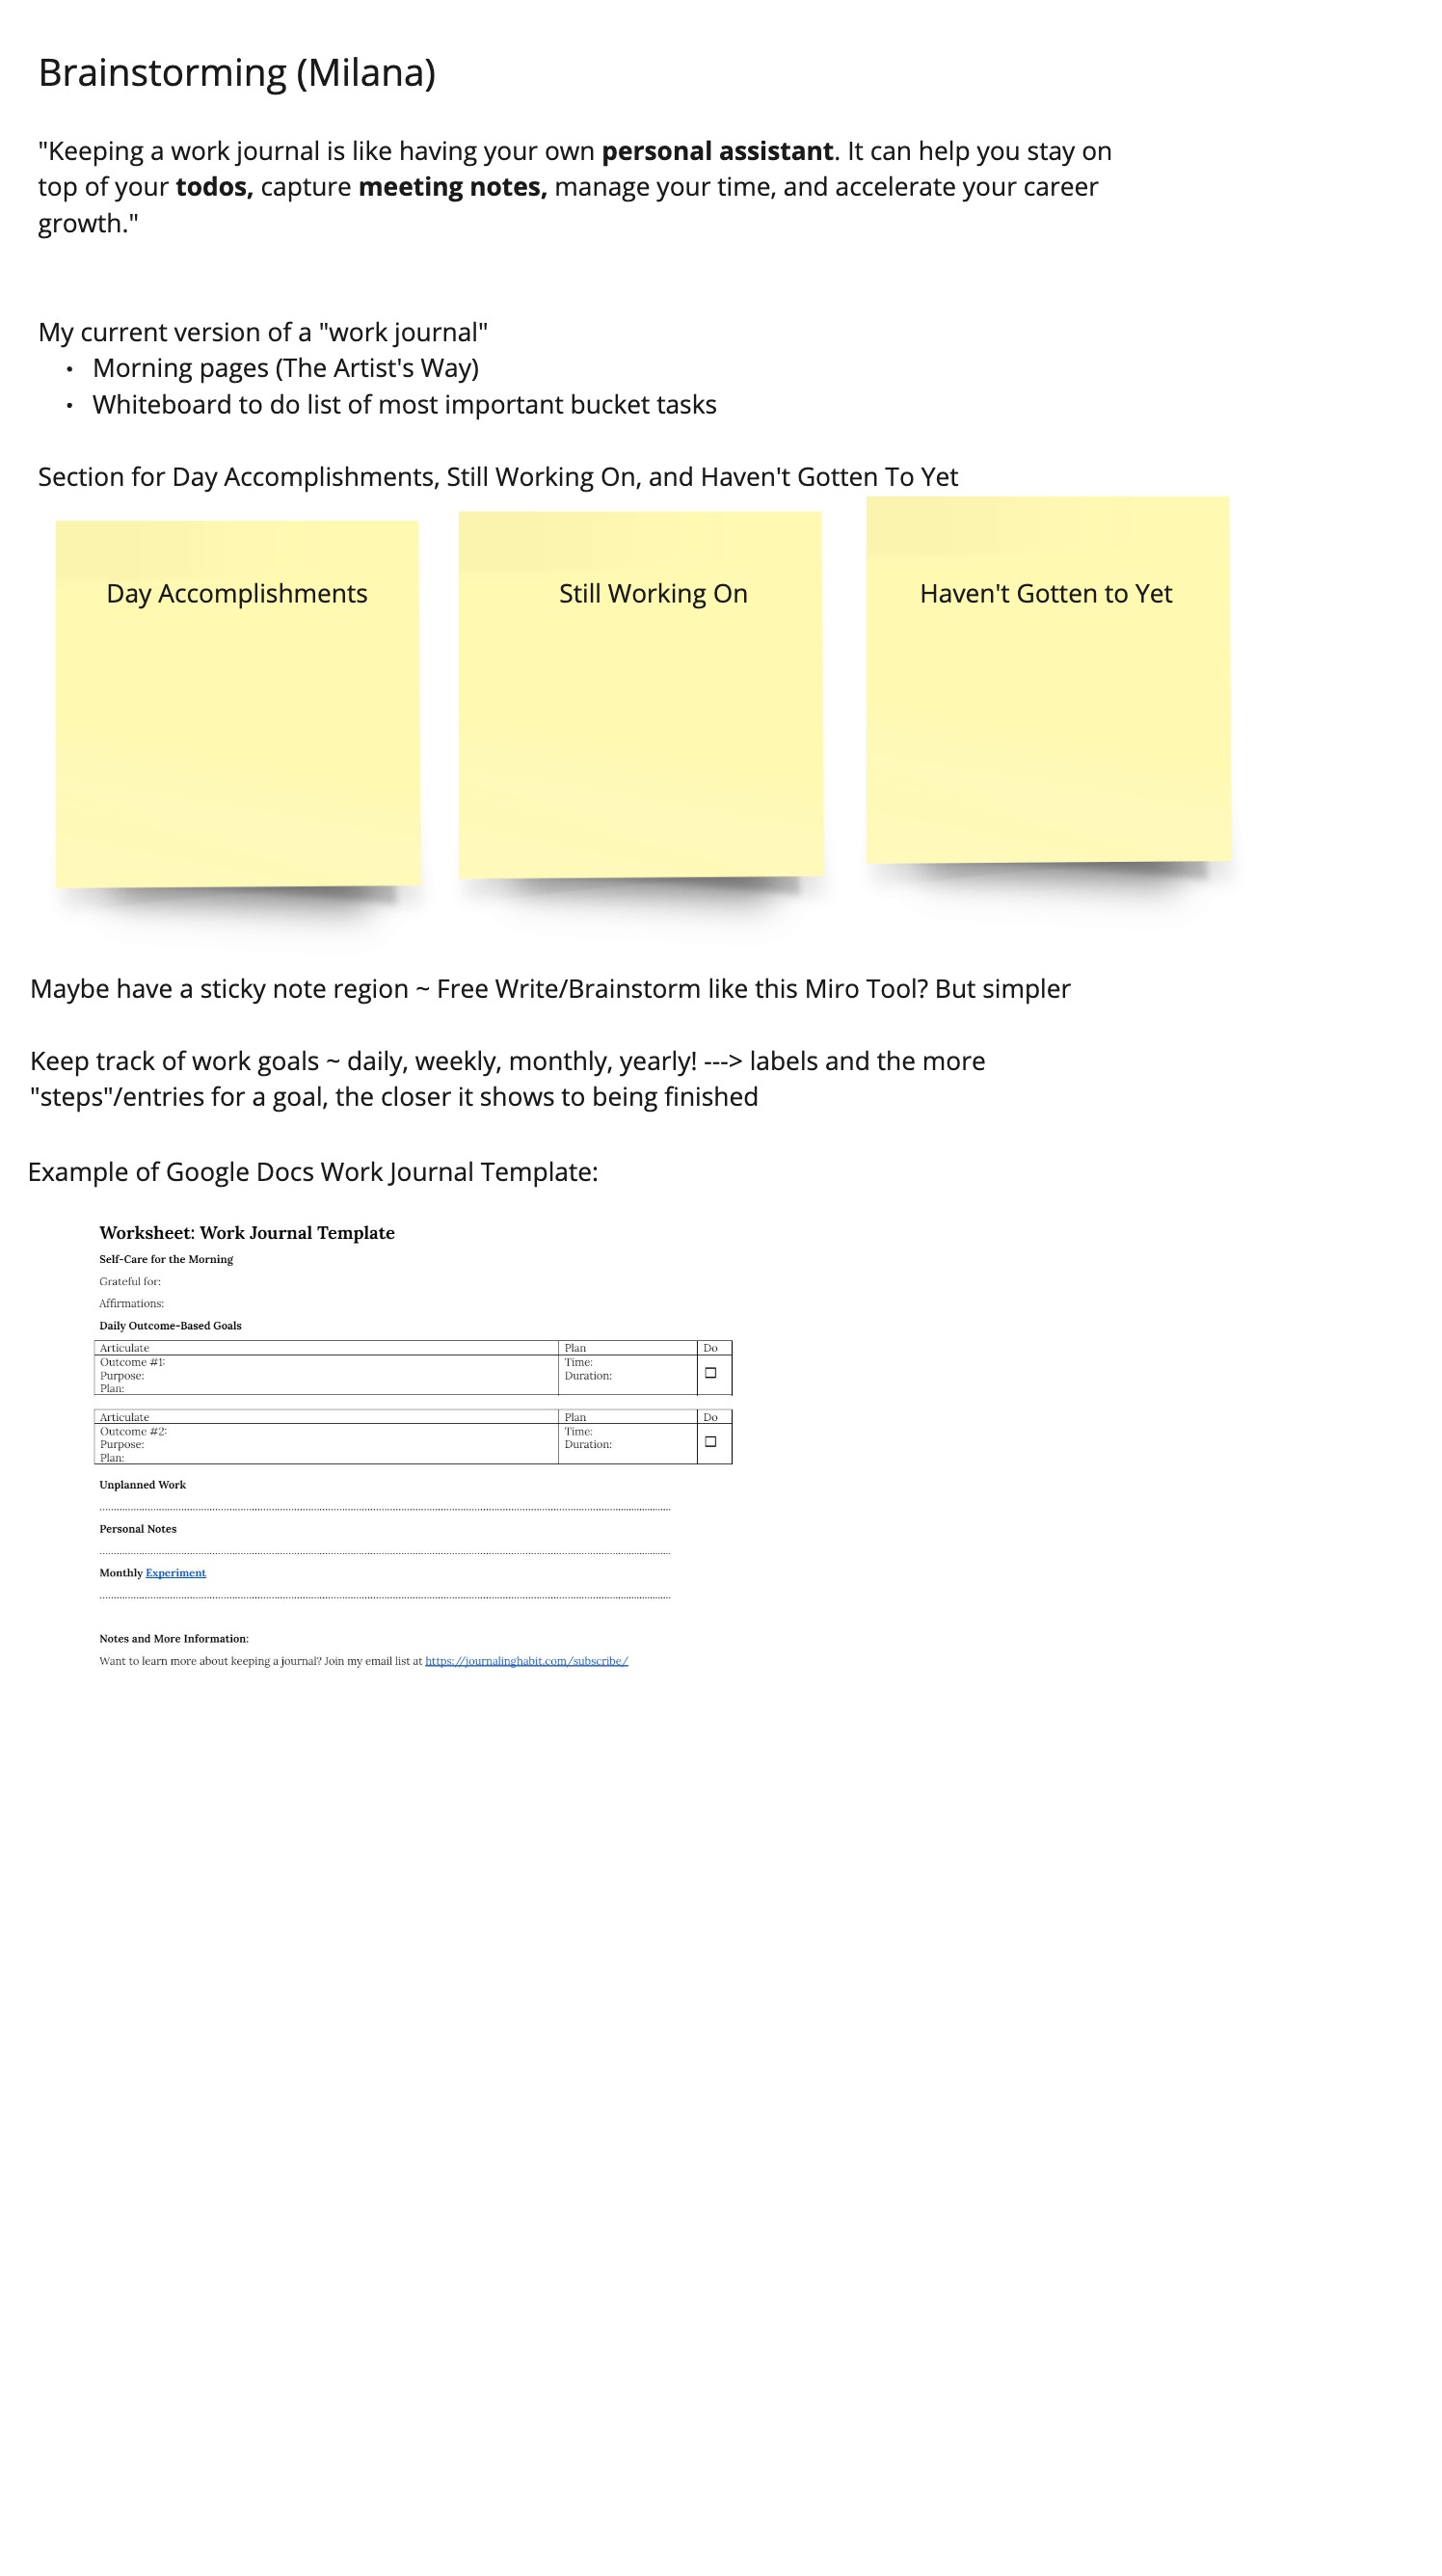 Brainstorming (Milana)
"Keeping a work journal is like having your own personal assistant. It can help you stay on
top of your todos, capture meeting notes, manage your time, and accelerate your career
growth."
My current version of a "work journal"
• Morning pages (The Artist's Way)
• Whiteboard to do list of most important bucket tasks
Section for Day Accomplishments, Still Working On, and Haven't Gotten To Yet
Day Accomplishments
Still Working On
Haven't Gotten to Yet
Maybe have a sticky note region ~ Free Write/Brainstorm like this Miro Tool? But simpler
Keep track of work goals ~ daily, weekly, monthly, yearly! ---> labels and the more
"steps"/entries for a goal, the closer it shows to being finished
Example of Google Docs Work Journal Template:
Worksheet: Work Journal Template
Self-Care for the Morning
Grateful for:
Affirmations:
Daily Outcome-Based Goals
Articulate Plan Do
Outcome #1: Time:
Purpose: Duration: ☐
Plan:
Articulate Plan Do
Outcome #2: Time:
Purpose: Duration: ☐
Plan:
Unplanned Work
Personal Notes
Monthly Experiment
Notes and More Information:
Want to learn more about keeping a journal? Join my email list at https://journalinghabit.com/subscribe/